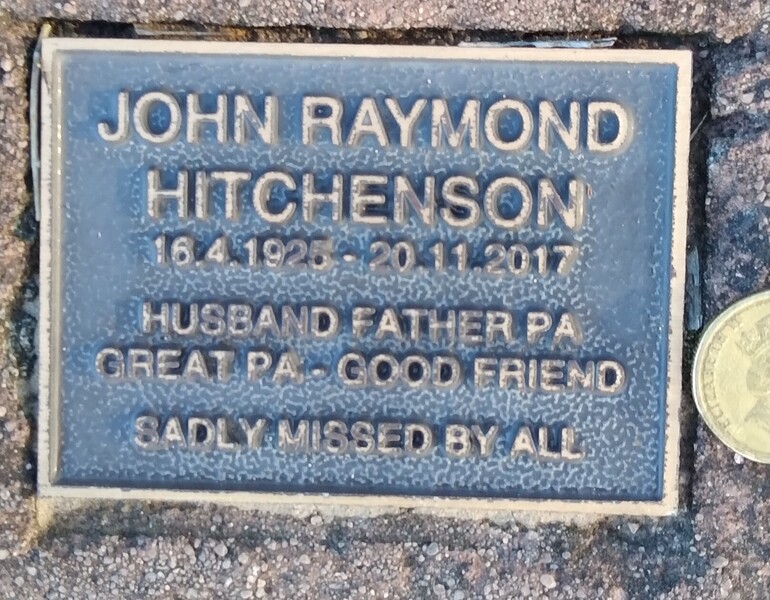 JOHN RAYMOND
HITCHENSON
16.4.1925 - 20.11.2017
HUSBAND FATHER PA
GREAT PA - GOOD FRIEND
SADLY MISSED BY ALL